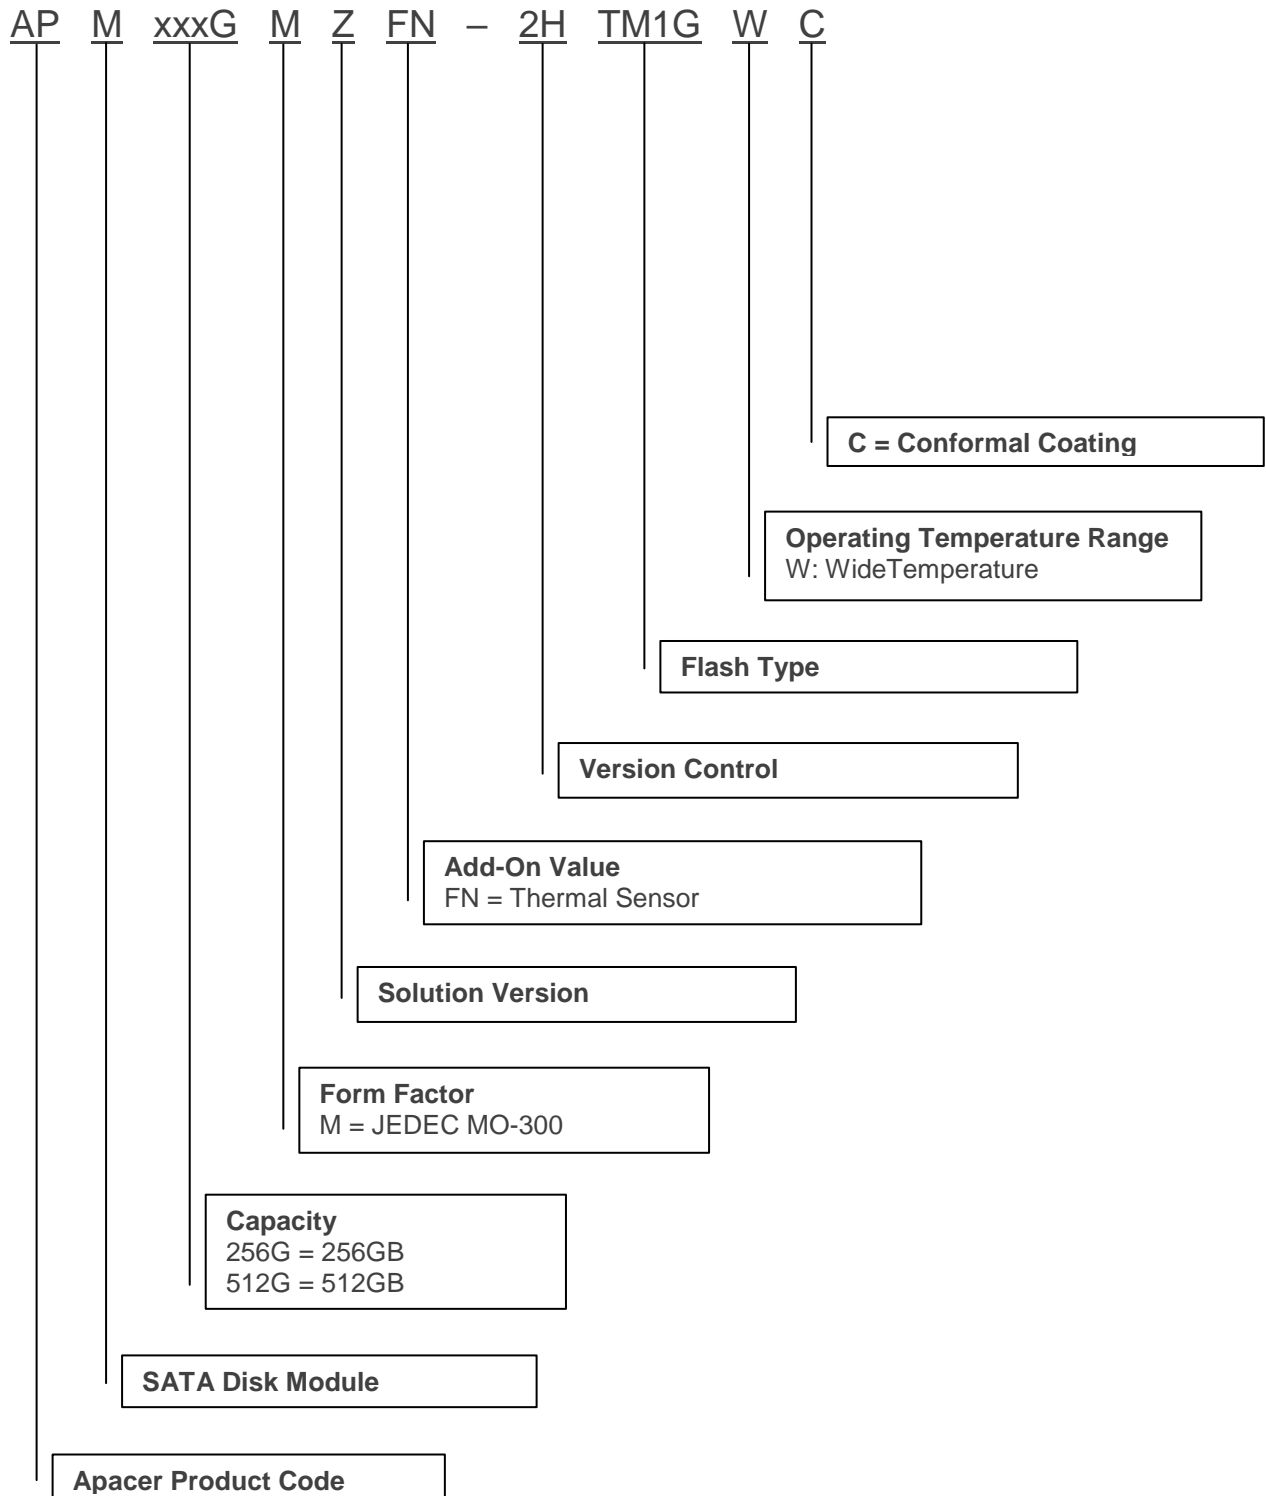 AP M xxxG M Z FN – 2H TM1G W C
C = Conformal Coating
Operating Temperature Range
W: WideTemperature
Flash Type
Version Control
Add-On Value
FN = Thermal Sensor
Solution Version
Form Factor
M = JEDEC MO-300
Capacity
256G = 256GB
512G = 512GB
SATA Disk Module
Apacer Product Code